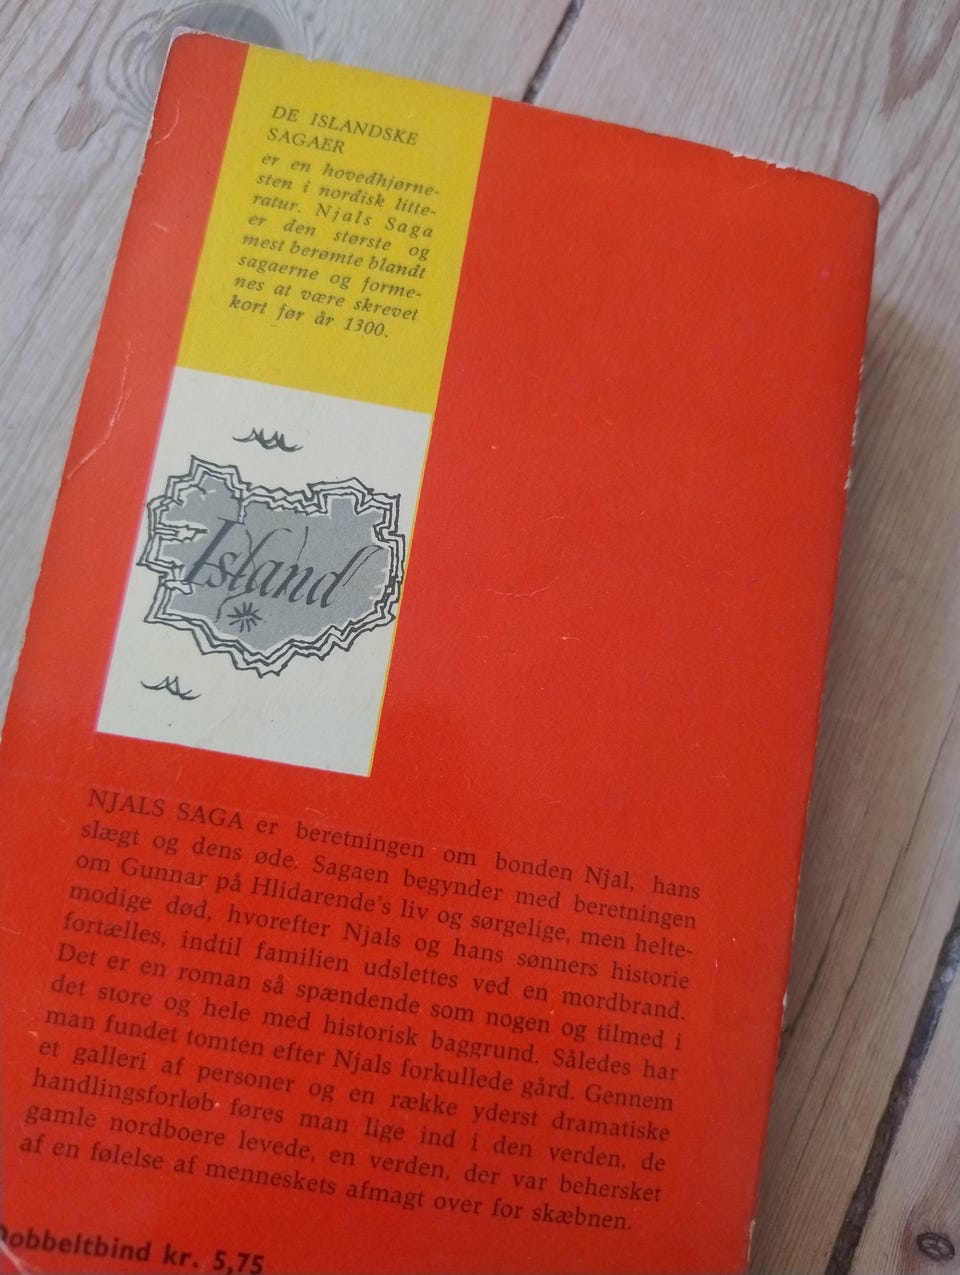 DE ISLANDSKE
SAGAER
er en hovedhjørne-
sten i nordisk litte-
ratur. Njals Saga
er den største og
mest berømte blandt
sagaerne og forme-
nes at være skrevet
kort før år 1300.
Island
NJALS SAGA er beretningen om bonden Njal, hans
slægt og dens øde. Sagaen begynder med beretningen
om Gunnar på Hlidarende's liv og sørgelige, men helte-
modige død, hvorefter Njals og hans sønners historie
fortælles, indtil familien udslettes ved en mordbrand.
Det er en roman så spændende som nogen og tilmed i
det store og hele med historisk baggrund. Således har
man fundet tomten efter Njals forkullede gård. Gennem
et galleri af personer og en række yderst dramatiske
handlingsforløb føres man lige ind i den verden, de
gamle nordboere levede, en verden, der var behersket
af en følelse af menneskets afmagt over for skæbnen.
Dobbeltbind kr. 5,75